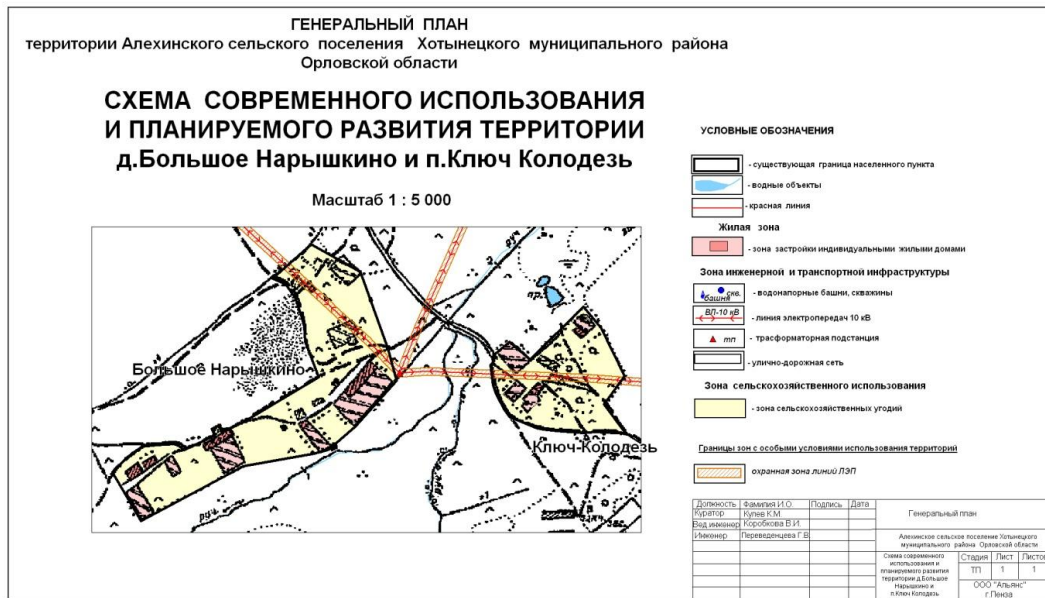 ГЕНЕРАЛЬНЫЙ ПЛАН
территории Алехинского сельского поселения Хотынецкого муниципального района
Орловской области
СХЕМА СОВРЕМЕННОГО ИСПОЛЬЗОВАНИЯ
И ПЛАНИРУЕМОГО РАЗВИТИЯ ТЕРРИТОРИИ
д.Большое Нарышкино и п.Ключ Колодезь
Масштаб 1 : 5 000
руч.
пр.
Большое Нарышкино
Ключ-Колодезь
руч.
УСЛОВНЫЕ ОБОЗНАЧЕНИЯ
- существующая граница населенного пункта
- водные объекты
- красная линия
Жилая зона
- зона застройки индивидуальными жилыми домами
Зона инженерной и транспортной инфраструктуры
скв.
башня
- водонапорные башни, скважины
ВЛ-10 кВ
- линия электропередач 10 кВ
тп
- трасформаторная подстанция
- улично-дорожная сеть
Зона сельскохозяйственного использования
- зона сельскохозяйственных угодий
Границы зон с особыми условиями использования территорий
охранная зона линий ЛЭП
Должность Фамилия И.О. Подпись Дата
Куратор Кулев К.М.
Вед.инженер Коробкова В.И.
Инженер Переведенцева Г.В
Генеральный план
Алехинское сельское поселение Хотынецкого
муниципального района Орловской области
Схема современного
использования и
планируемого развития
территории д.Большое
Нарышкино и
п.Ключ Колодезь
Стадия Лист Листов
ТП 1 1
ООО "Альянс"
г.Пенза